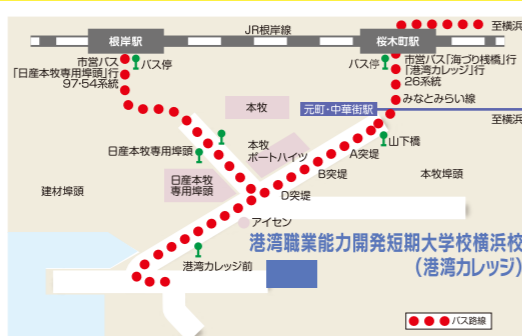 JR根岸線
至横浜
根岸駅
桜木町駅
市営バス
「日産本牧専用埠頭」行
97・54系統
バス停
バス停
市営バス「海づり桟橋」行
「港湾カレッジ」行
26系統
みなとみらい線
本牧
元町・中華街駅
至横浜
日産本牧専用埠頭
本牧
ポートハイツ
A突堤
山下橋
B突堤
本牧埠頭
建材埠頭
日産本牧
専用埠頭
D突堤
アイセン
港湾職業能力開発短期大学校横浜校
(港湾カレッジ)
港湾カレッジ前
バス路線